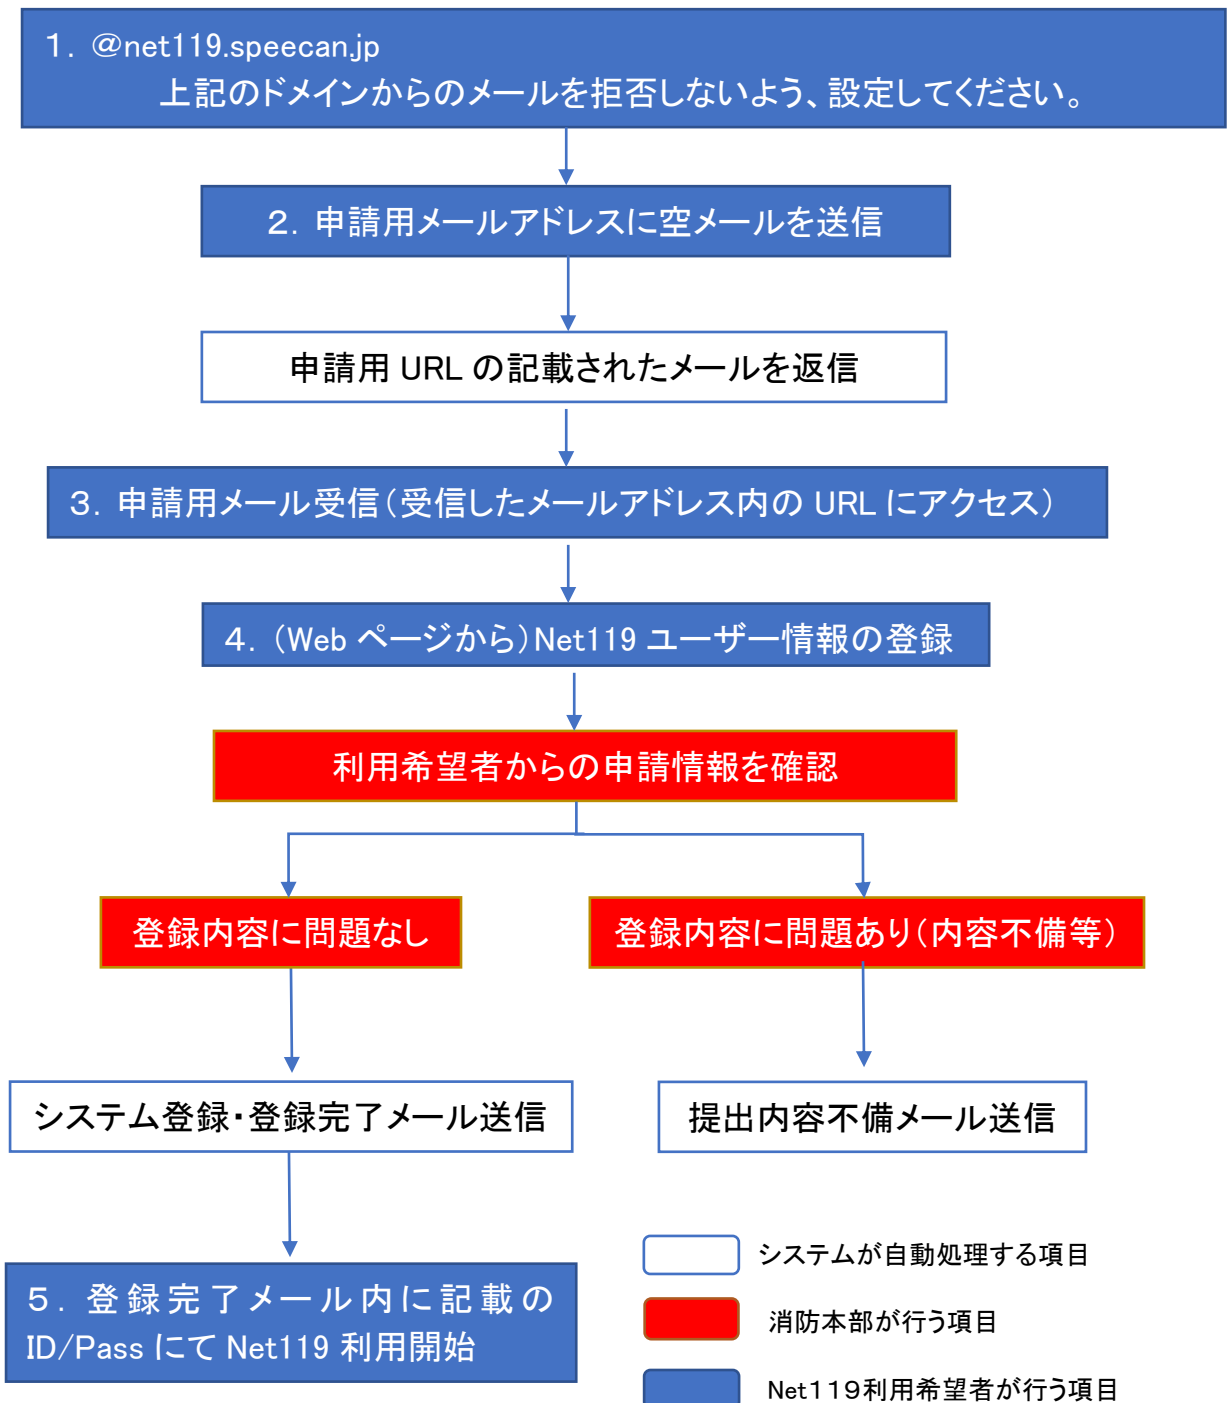 １．＠net119.speecan.jp
上記のドメインからのメールを拒否しないよう、設定してください。
２．申請用メールアドレスに空メールを送信
申請用 URL の記載されたメールを返信
３．申請用メール受信（受信したメールアドレス内の URL にアクセス）
４．（Web ページから）Net119 ユーザー情報の登録
利用希望者からの申請情報を確認
登録内容に問題なし
登録内容に問題あり（内容不備等）
システム登録・登録完了メール送信
提出内容不備メール送信
５．登録完了メール内に記載の
ID/Pass にて Net119 利用開始
システムが自動処理する項目
消防本部が行う項目
Net１１９利用希望者が行う項目